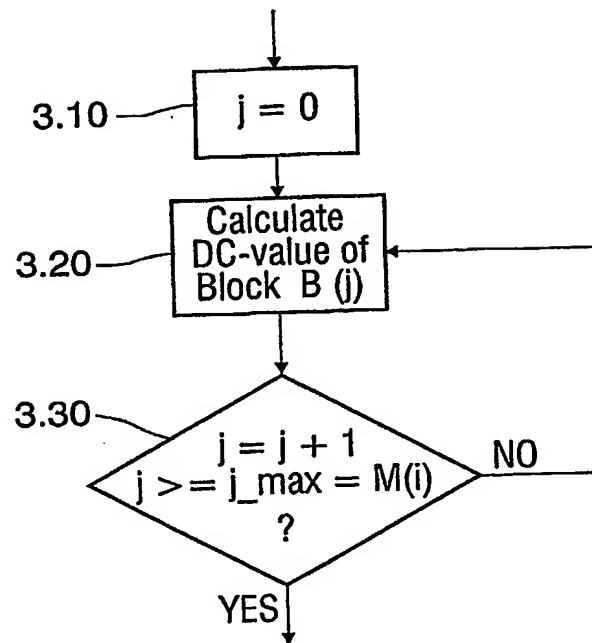 3.10
j = 0
3.20
Calculate
DC-value of
Block B (j)
3.30
j = j + 1
j >= j_max = M(i)
?
NO
YES